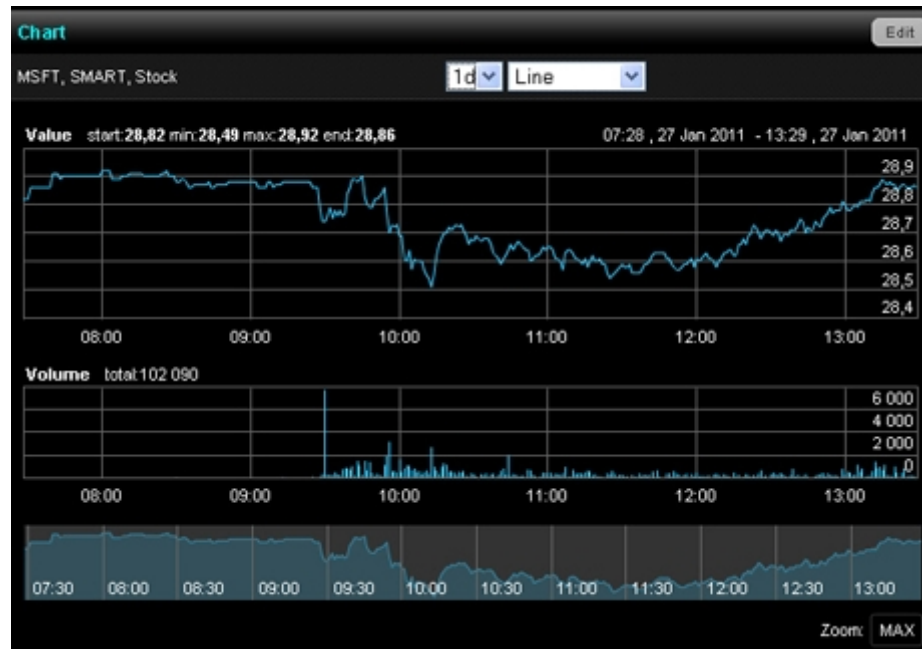 Chart Edit
MSFT, SMART, Stock 1d Line
Value start:28,82 min:28,49 max:28,92 end:28,86 07:28 , 27 Jan 2011 - 13:29 , 27 Jan 2011
28,9
28,8
28,7
28,6
28,5
28,4
08:00 09:00 10:00 11:00 12:00 13:00
Volume total:102 090
6 000
4 000
2 000
0
08:00 09:00 10:00 11:00 12:00 13:00
07:30 08:00 08:30 09:00 09:30 10:00 10:30 11:00 11:30 12:00 12:30 13:00
Zoom: MAX